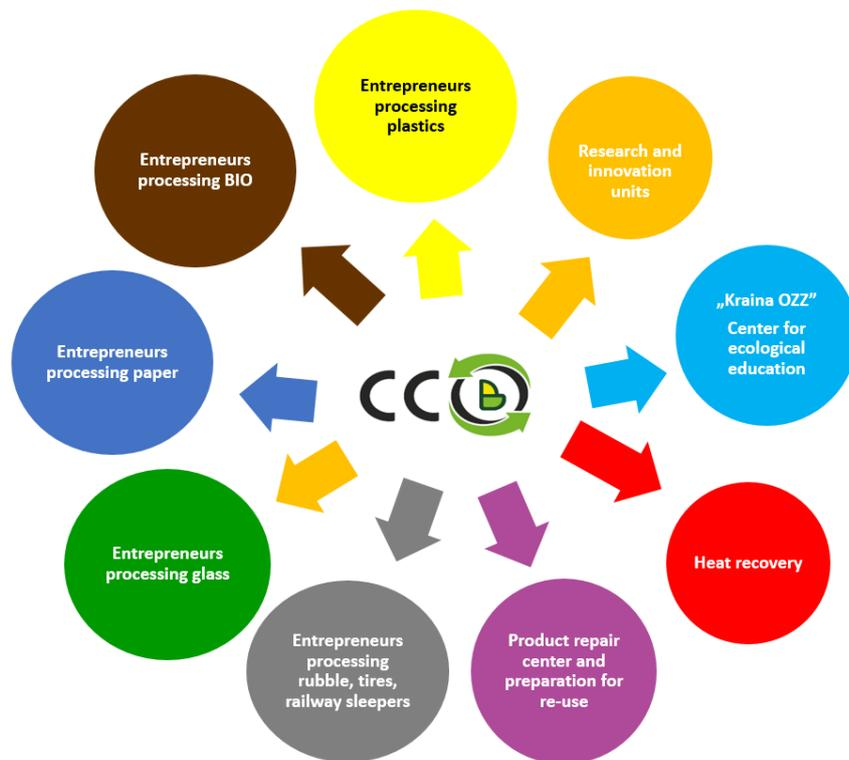 Entrepreneurs
processing
plastics
Research and
innovation
units
„Kraina OZZ”
Center for
ecological
education
Heat recovery
Product repair
center and
preparation for
re-use
Entrepreneurs
processing
rubble, tires,
railway sleepers
Entrepreneurs
processing glass
Entrepreneurs
processing paper
Entrepreneurs
processing BIO
CCO